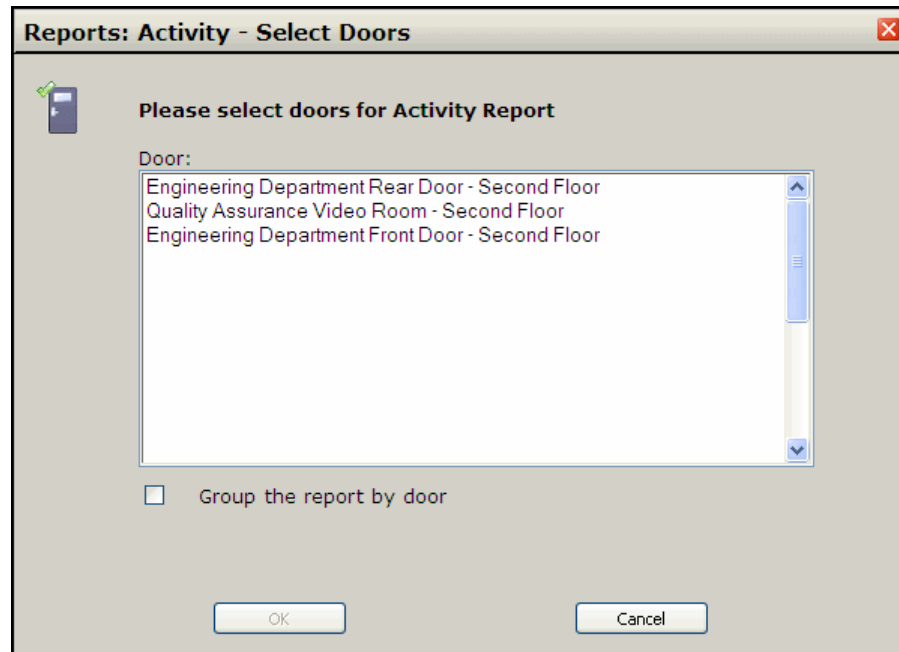 Reports: Activity - Select Doors
Please select doors for Activity Report
Door:
Engineering Department Rear Door - Second Floor
Quality Assurance Video Room - Second Floor
Engineering Department Front Door - Second Floor
Group the report by door
OK
Cancel